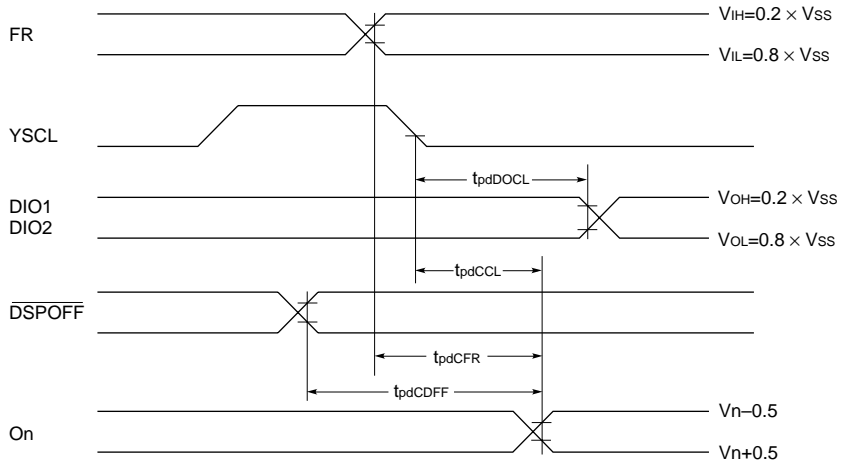 FR
VIH=0.2 × VSS
VIL=0.8 × VSS
YSCL
tpdDOCL
DIO1
DIO2
VOH=0.2 × VSS
VOL=0.8 × VSS
tpdCCL
DSPOFF
tpdCFR
tpdCDFF
On
Vn–0.5
Vn+0.5